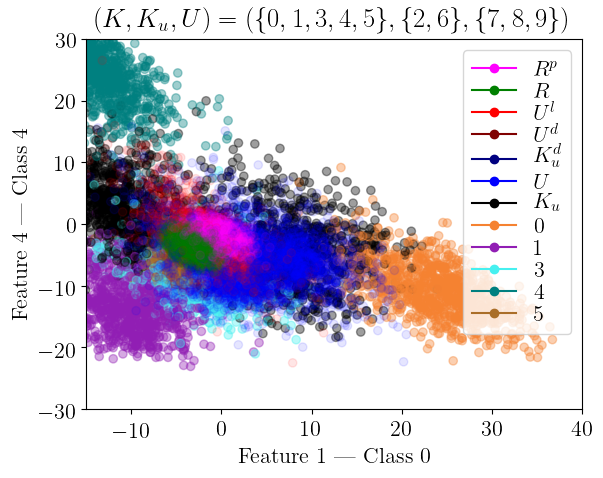 (K, K_u, U) = ({0, 1, 3, 4, 5}, {2, 6}, {7, 8, 9})
30
20
10
0
−10
−20
−30
Feature 4 — Class 4
R^p
R
U^l
U^d
K_u^d
U
K_u
0
1
3
4
5
−10
0
10
20
30
40
Feature 1 — Class 0